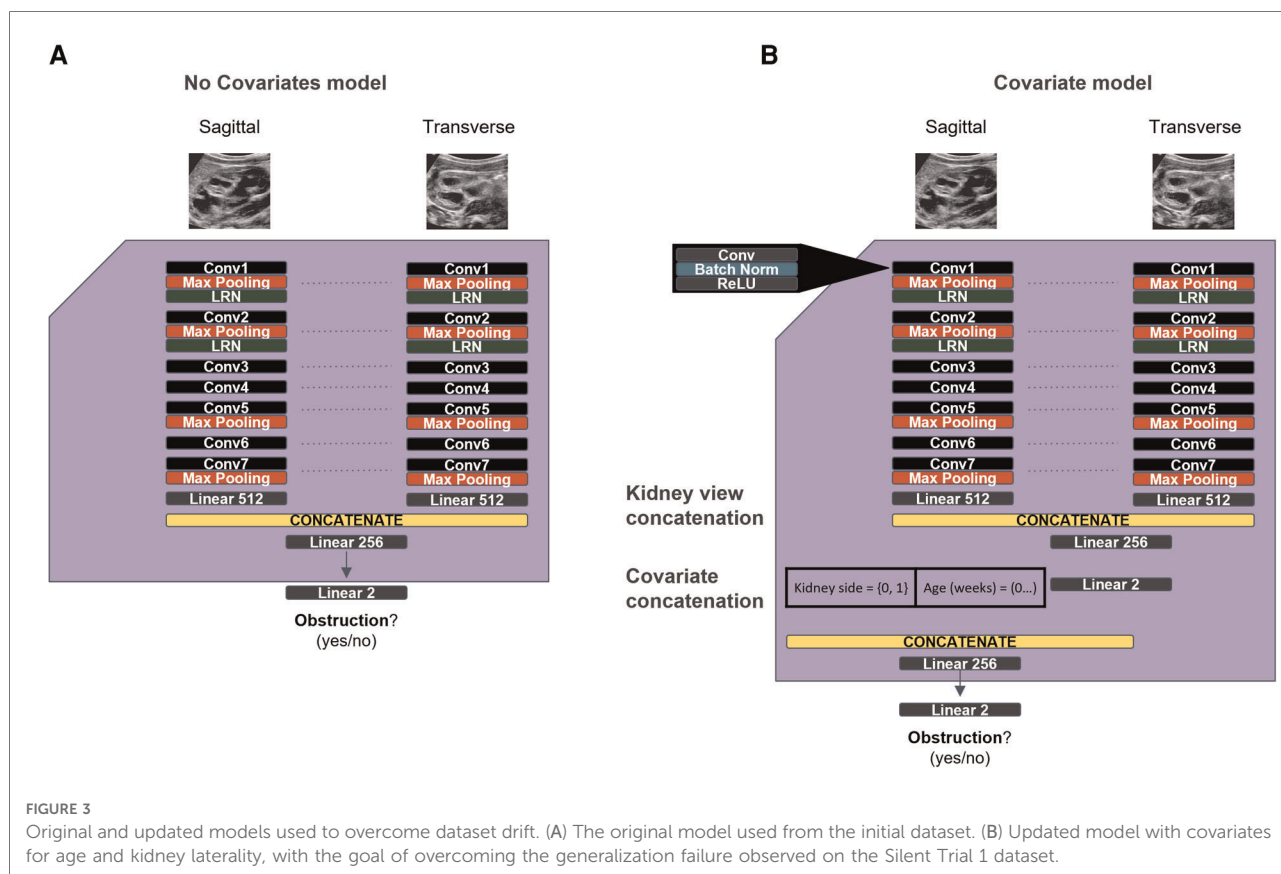 A
No Covariates model
Sagittal
Transverse
Conv1
Max Pooling
LRN
Conv2
Max Pooling
LRN
Conv3
Conv4
Conv5
Max Pooling
Conv6
Conv7
Max Pooling
Linear 512
Conv1
Max Pooling
LRN
Conv2
Max Pooling
LRN
Conv3
Conv4
Conv5
Max Pooling
Conv6
Conv7
Max Pooling
Linear 512
CONCATENATE
Linear 256
Linear 2
Obstruction?
(yes/no)
B
Covariate model
Sagittal
Transverse
Conv
Batch Norm
ReLU
Conv1
Max Pooling
LRN
Conv2
Max Pooling
LRN
Conv3
Conv4
Conv5
Max Pooling
Conv6
Conv7
Max Pooling
Linear 512
Conv1
Max Pooling
LRN
Conv2
Max Pooling
LRN
Conv3
Conv4
Conv5
Max Pooling
Conv6
Conv7
Max Pooling
Linear 512
Kidney view
concatenation
CONCATENATE
Linear 256
Covariate
concatenation
Kidney side = {0, 1}
Age (weeks) = (0...)
Linear 2
CONCATENATE
Linear 256
Linear 2
Obstruction?
(yes/no)
FIGURE 3
Original and updated models used to overcome dataset drift. (A) The original model used from the initial dataset. (B) Updated model with covariates
for age and kidney laterality, with the goal of overcoming the generalization failure observed on the Silent Trial 1 dataset.